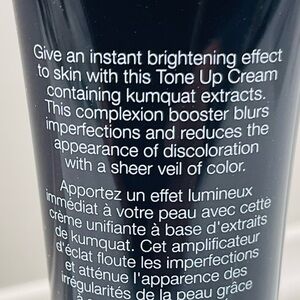 Give an instant brightening effect
to skin with this Tone Up Cream
containing kumquat extracts.
This complexion booster blurs
imperfections and reduces the
appearance of discoloration
with a sheer veil of color.
Apportez un effet lumineux
immédiat à votre peau avec cette
crème unifiante à base d'extraits
de kumquat. Cet amplificateur
d'éclat floute les imperfections
et atténue l'apparence des
irrégularités de la peau grâce